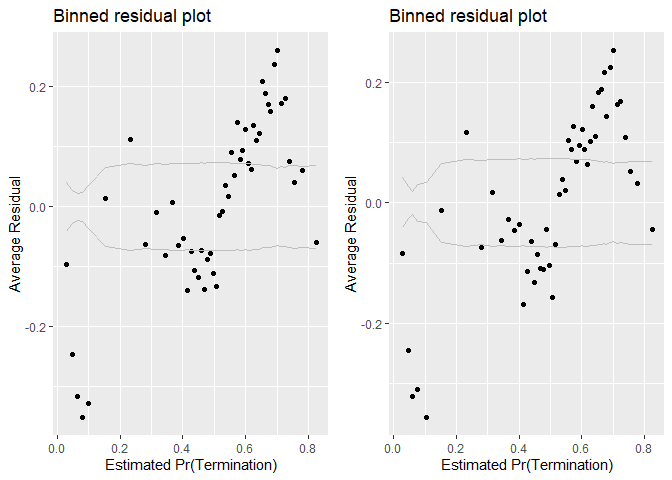 Binned residual plot
0.2
0.0
-0.2
Average Residual
0.0 0.2 0.4 0.6 0.8
Estimated Pr(Termination)
Binned residual plot
0.2
0.0
-0.2
Average Residual
0.0 0.2 0.4 0.6 0.8
Estimated Pr(Termination)